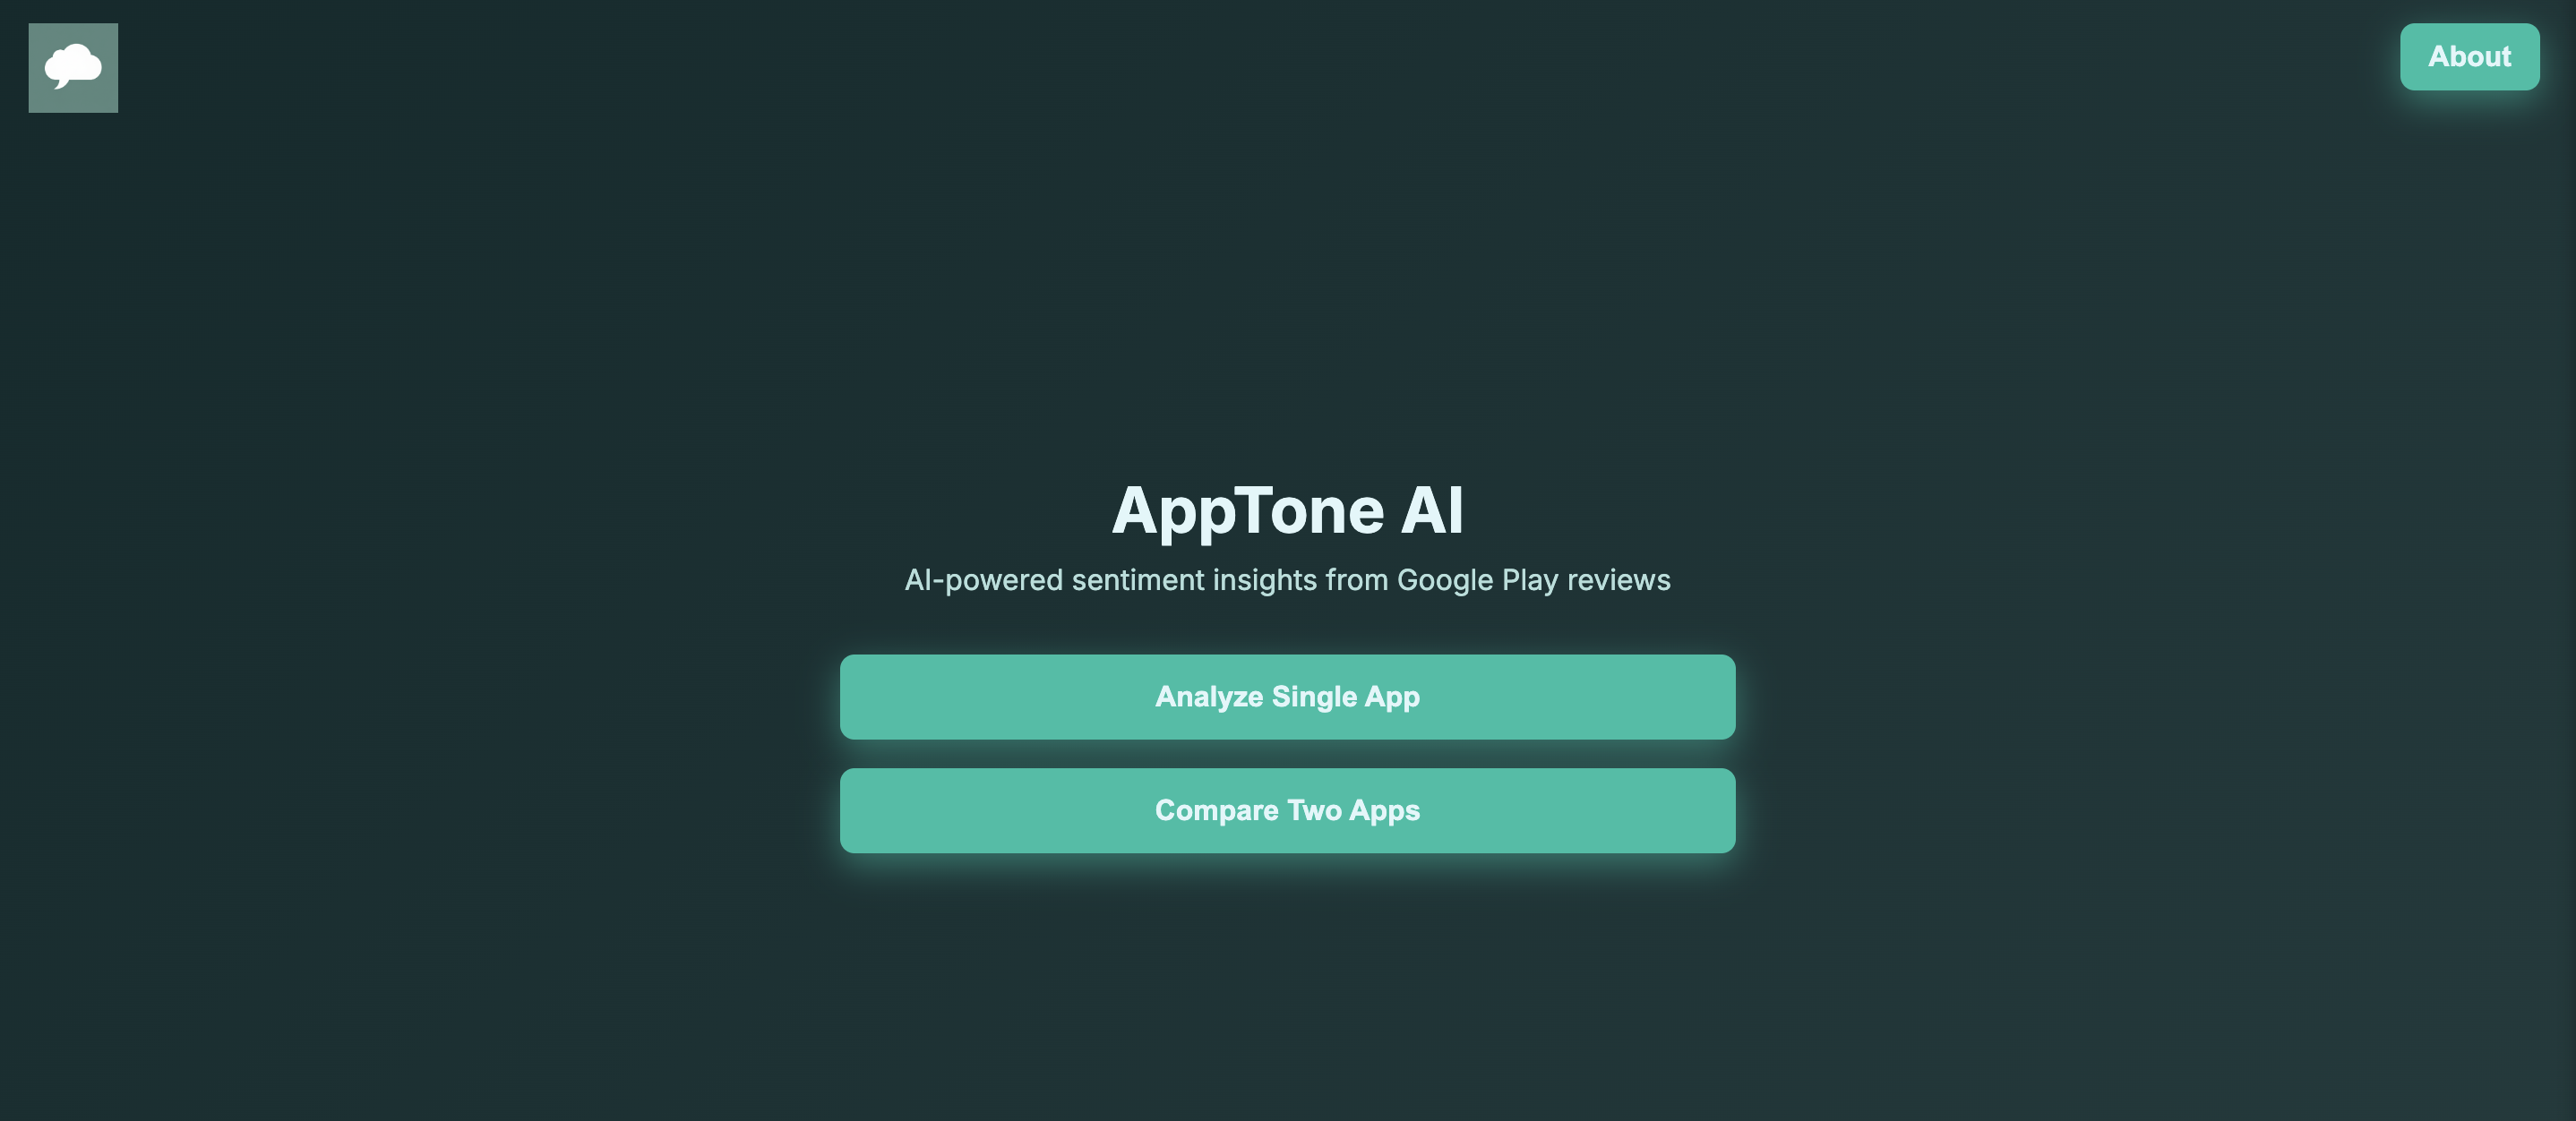 About
AppTone AI
AI-powered sentiment insights from Google Play reviews
Analyze Single App
Compare Two Apps